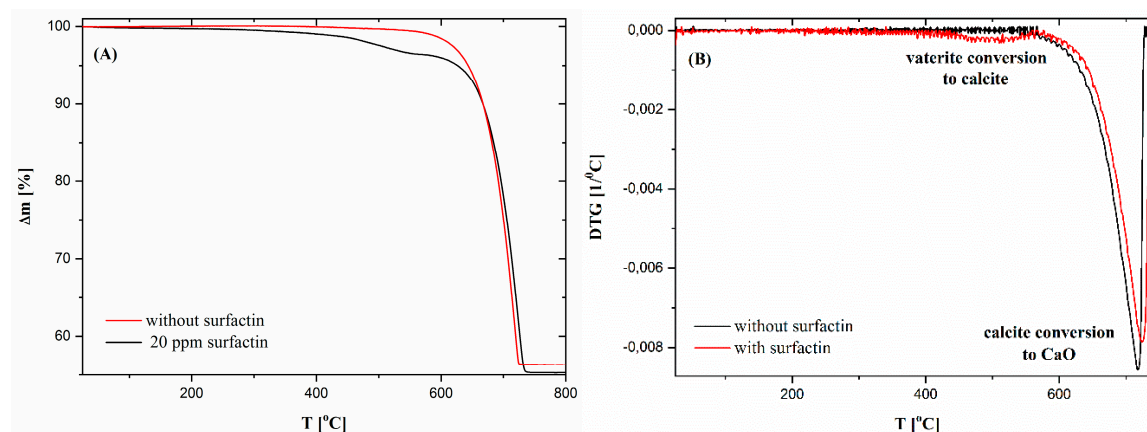 (A)
100
90
80
70
60
Δm [%]
without surfactin
20 ppm surfactin
200
400
600
800
T [°C]
(B)
0,000
-0,002
-0,004
-0,006
-0,008
DTG [1/°C]
vaterite conversion
to calcite
calcite conversion
to CaO
without surfactin
with surfactin
200
400
600
T [°C]